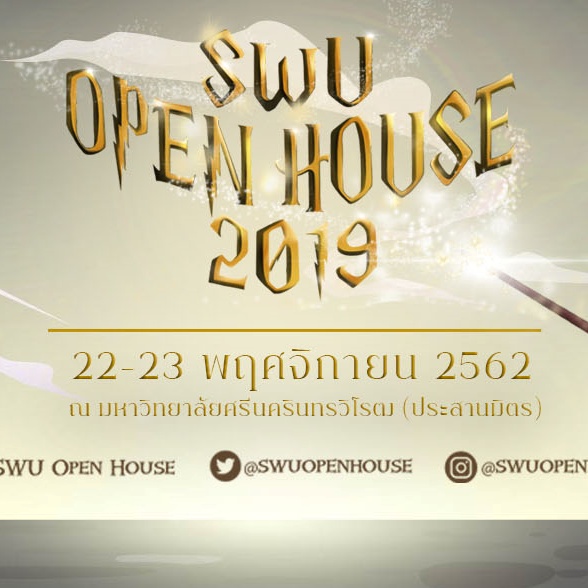 SWU
OPEN HOUSE
2019
22-23 พฤศจิกายน 2562
ณ มหาวิทยาลัยศรีนครินทรวิโรฒ (ประสานมิตร)
SWU OPEN HOUSE @SWUOPENHOUSE @SWUOPEN